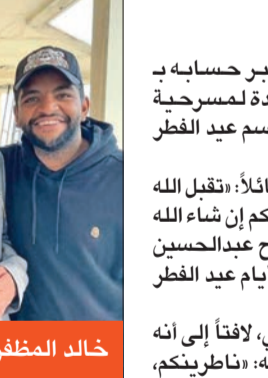 بر حسابه بـ
دة لمسرحية
سم عيد الفطر
ائلاً: «تقبل الله
كم إن شاء الله
ح عبدالحسين
أيام عيد الفطر
ي، لافتاً إلى أنه
ه: «ناطرينكم،
خالد المظفر